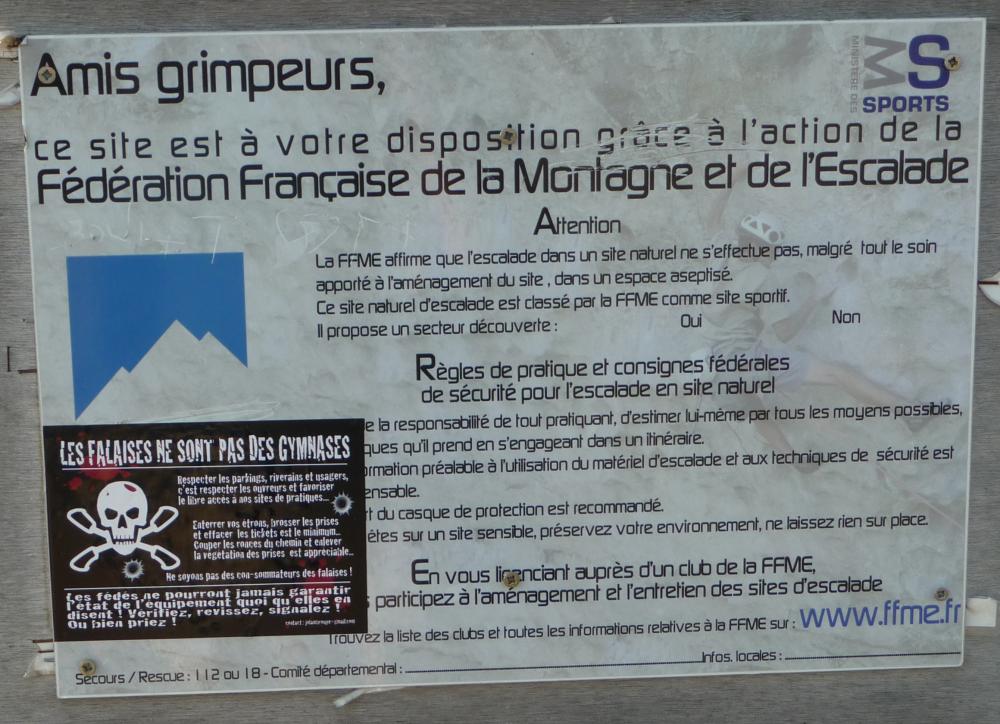 Amis grimpeurs,
MINISTERE DES
MS
SPORTS
ce site est à votre disposition grâce à l'action de la
Fédération Française de la Montagne et de l'Escalade
Attention
La FFME affirme que l'escalade dans un site naturel ne s'effectue pas, malgré tout le soin
apporté à l'aménagement du site, dans un espace aseptisé.
Ce site naturel d'escalade est classé par la FFME comme site sportif.
Il propose un secteur découverte : Oui Non
Règles de pratique et consignes fédérales
de sécurité pour l'escalade en site naturel
la responsabilité de tout pratiquant, d'estimer lui-même par tous les moyens possibles,
ques qu'il prend en s'engageant dans un itinéraire.
ormation préalable à l'utilisation du matériel d'escalade et aux techniques de sécurité est
ensable.
rt du casque de protection est recommandé.
êtes sur un site sensible, préservez votre environnement, ne laissez rien sur place.
En vous licenciant auprès d'un club de la FFME,
participez à l'aménagement et l'entretien des sites d'escalade
Trouvez la liste des clubs et toutes les informations relatives à la FFME sur : www.ffme.fr
Secours / Rescue : 112 ou 18 - Comité départemental : Infos. locales :
LES FALAISES NE SONT PAS DES GYMNASES
Respecter les parkings, riverains et usagers,
c'est respecter les ouvreurs et favoriser
le libre accès à nos sites de pratiques...
Enterrer vos étrons, brosser les prises
et effacer les tickets est le minimum...
Couper les ronces du chemin et enlever
la végétation des prises est appréciable...
Ne soyons pas des con-sommateurs des falaises !
Les fédés ne pourront jamais garantir
l'état de l'équipement quoi qu'elles en
disent ! Vérifiez, revissez, signalez !
Ou bien priez !